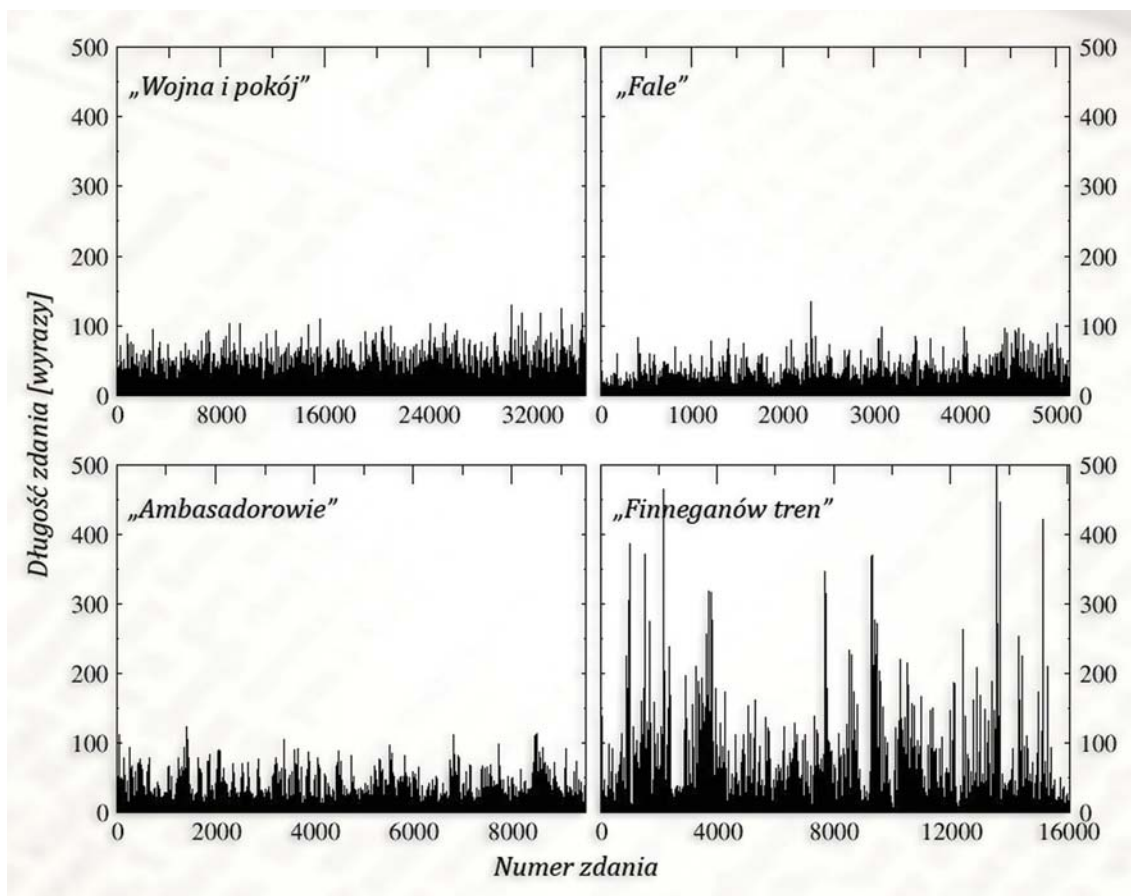 500
400
300
200
100
0
„Wojna i pokój”
0 8000 16000 24000 32000
500
400
300
200
100
0
„Fale”
0 1000 2000 3000 4000 5000
500
400
300
200
100
0
„Ambasadorowie”
0 2000 4000 6000 8000
500
400
300
200
100
0
„Finneganów tren”
0 4000 8000 12000 16000
Długość zdania [wyrazy]
Numer zdania